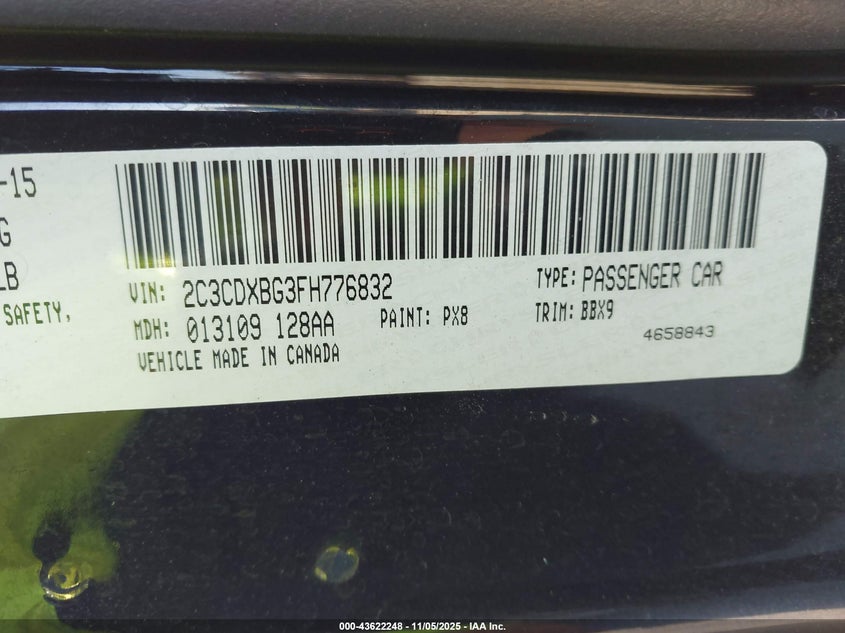 -15
G
LB
SAFETY,
VIN: 2C3CDXBG3FH776832
TYPE: PASSENGER CAR
MDH: 013109 128AA
PAINT: PX8
TRIM: BBX9
VEHICLE MADE IN CANADA
4658843
000-43622248 - 11/05/2025 - IAA Inc.